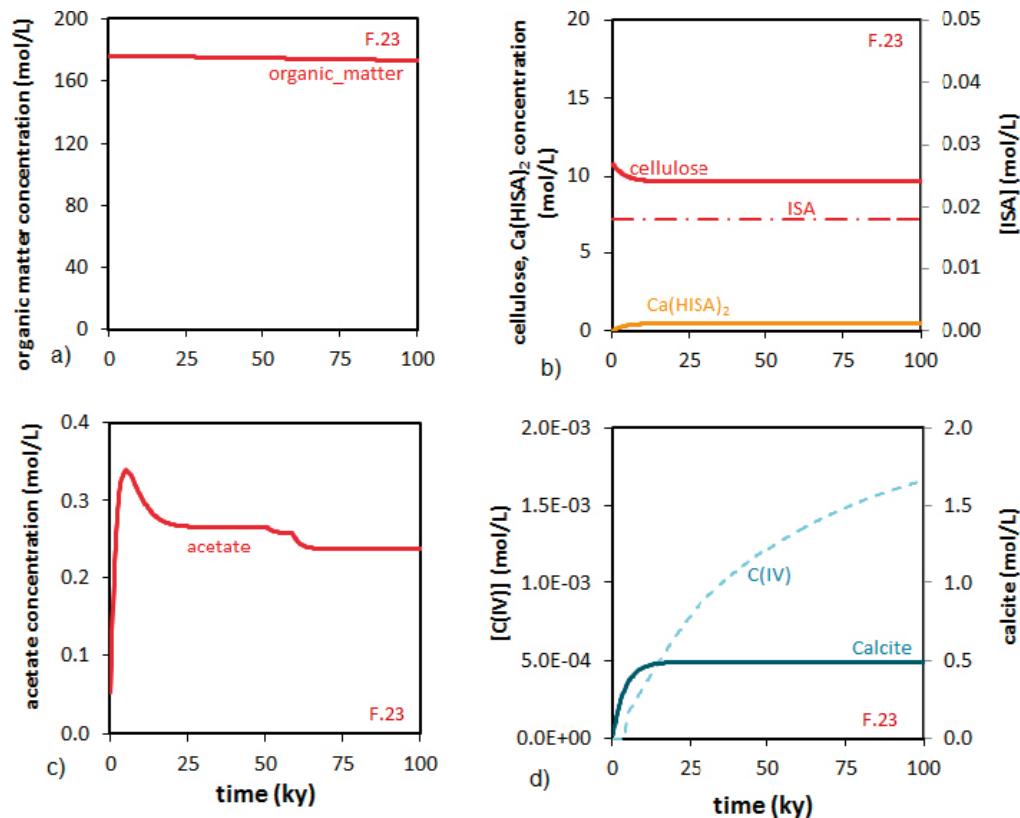 organic matter concentration (mol/L)
200
160
120
80
40
0
F.23
organic_matter
0 25 50 75 100
a)
cellulose, Ca(HISA)₂ concentration
(mol/L)
20
15
10
5
0
F.23
cellulose
ISA
Ca(HISA)₂
0.05
0.04
0.03
0.02
0.01
0.00
[ISA] (mol/L)
0 25 50 75 100
b)
acetate concentration (mol/L)
0.4
0.3
0.2
0.1
0.0
acetate
F.23
0 25 50 75 100
c)
time (ky)
[C(IV)] (mol/L)
2.0E-03
1.5E-03
1.0E-03
5.0E-04
0.0E+00
C(IV)
Calcite
F.23
2.0
1.5
1.0
0.5
0.0
calcite (mol/L)
0 25 50 75 100
d)
time (ky)